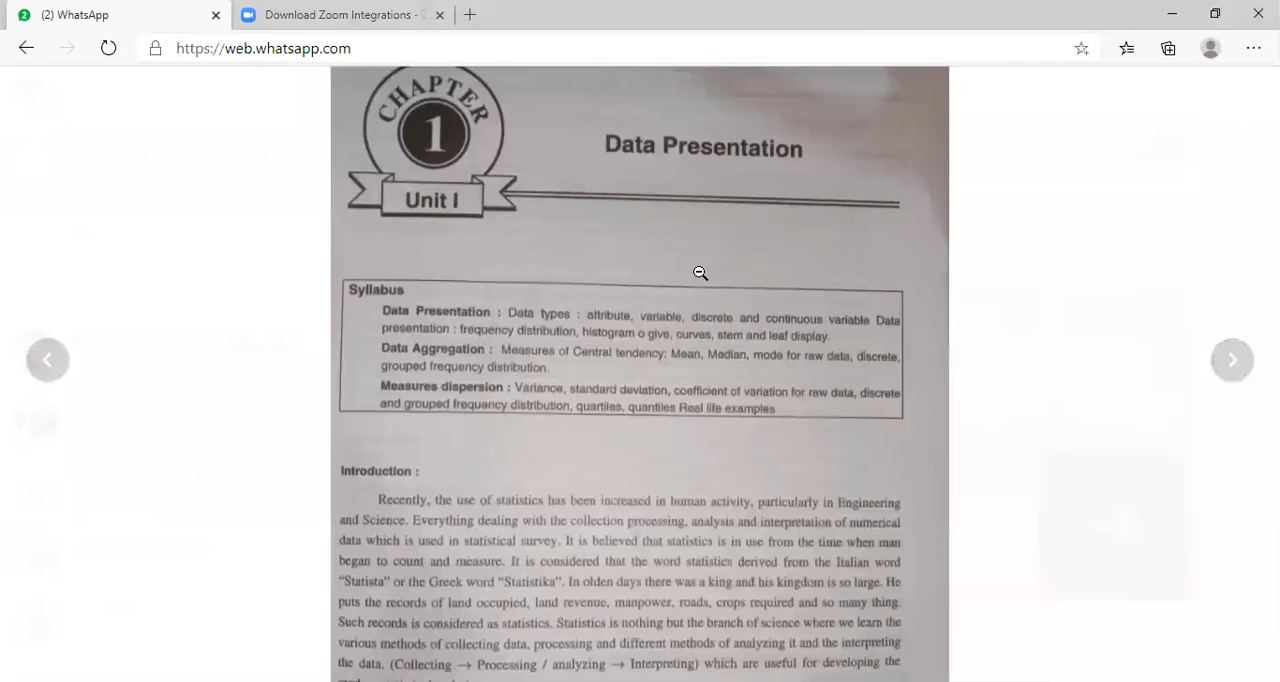 (2) WhatsApp
Download Zoom Integrations -
https://web.whatsapp.com
CHAPTER
1
Unit I
Data Presentation
Syllabus
Data Presentation : Data types : attribute, variable, discrete and continuous variable Data
presentation : frequency distribution, histogram o give, curves, stem and leaf display.
Data Aggregation : Measures of Central tendency: Mean, Median, mode for raw data, discrete,
grouped frequency distribution.
Measures dispersion : Variance, standard deviation, coefficient of variation for raw data, discrete
and grouped frequency distribution, quartiles, quantiles Real life examples
Introduction :
Recently, the use of statistics has been increased in human activity, particularly in Engineering
and Science. Everything dealing with the collection processing, analysis and interpretation of numerical
data which is used in statistical survey. It is believed that statistics is in use from the time when man
began to count and measure. It is considered that the word statistics derived from the Italian word
"Statista" or the Greek word "Statistika". In olden days there was a king and his kingdom is so large. He
puts the records of land occupied, land revenue, manpower, roads, crops required and so many thing.
Such records is considered as statistics. Statistics is nothing but the branch of science where we learn the
various methods of collecting data, processing and different methods of analyzing it and the interpreting
the data. (Collecting → Processing / analyzing → Interpreting) which are useful for developing the